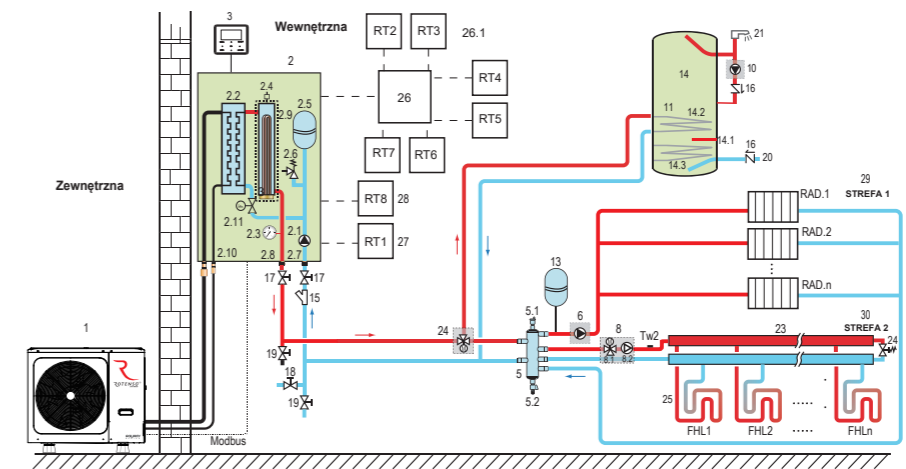 3
Wewnętrzna
RT2
RT3
26.1
21
2
10
14
RT4
2.4
2.2
2.5
26
16
2.9
11
14.2
RT5
14.1
16
2.6
RT7
RT6
14.3
20
29
Zewnętrzna
STREFA 1
RAD.1
RT8
28
2.11
2.3
2.1
RAD.2
RT1
27
2.10
2.8
2.7
13
17
17
RAD.n
15
5.1
6
30
1
24
8
Tw2
23
STREFA 2
24
19
8.1
8.2
5
18
5.2
25
ROTENSO
19
FHL1
FHL2
FHLn
Modbus